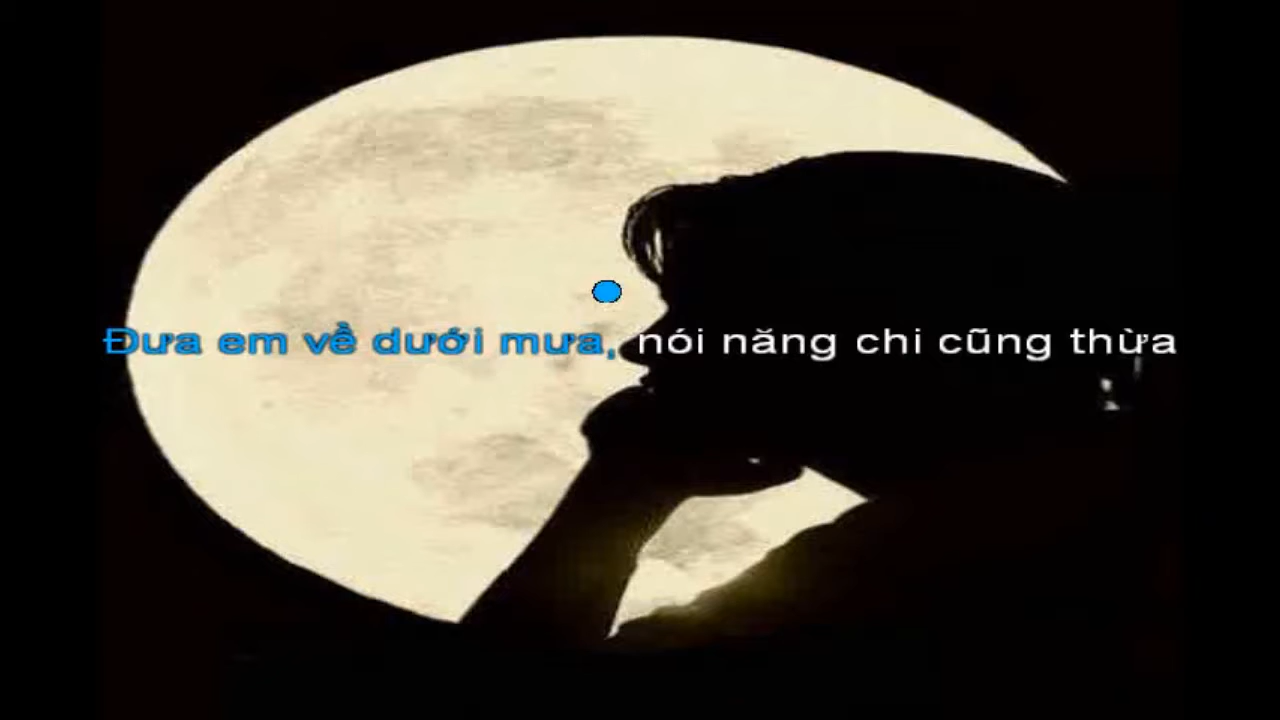 Đưa em về dưới mưa, nói năng chi cũng thừa